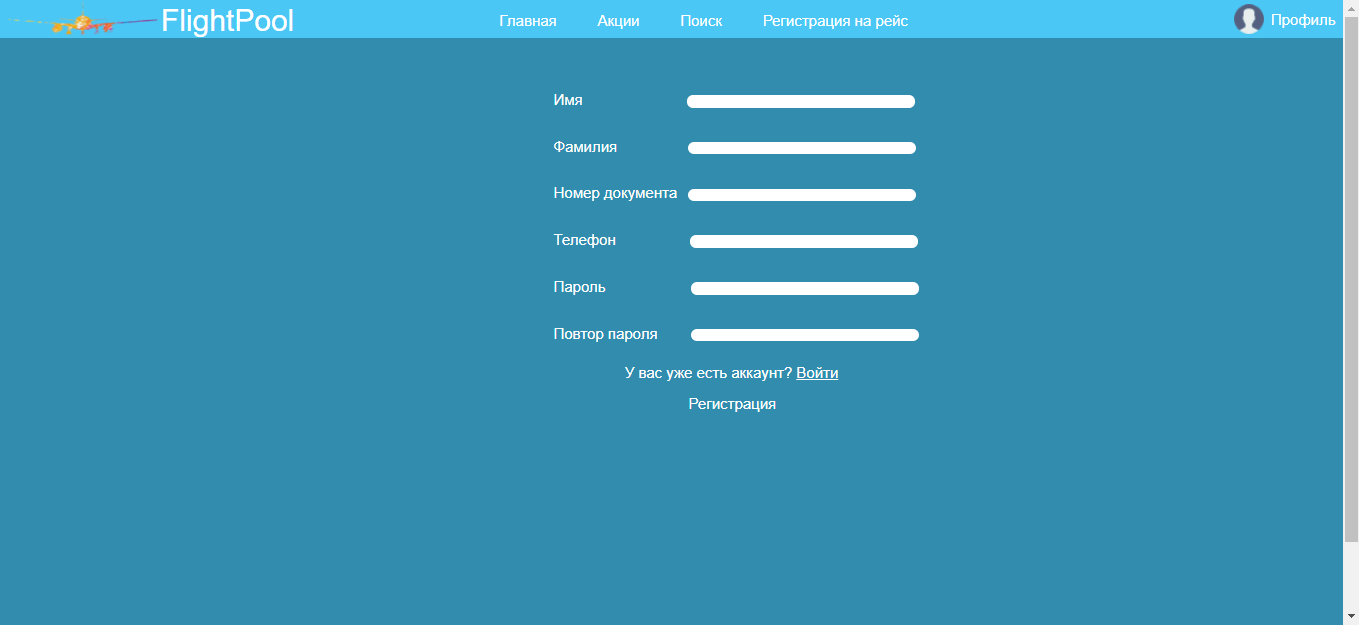 FlightPool
Главная Акции Поиск Регистрация на рейс
Профиль
Имя
Фамилия
Номер документа
Телефон
Пароль
Повтор пароля
У вас уже есть аккаунт? Войти
Регистрация